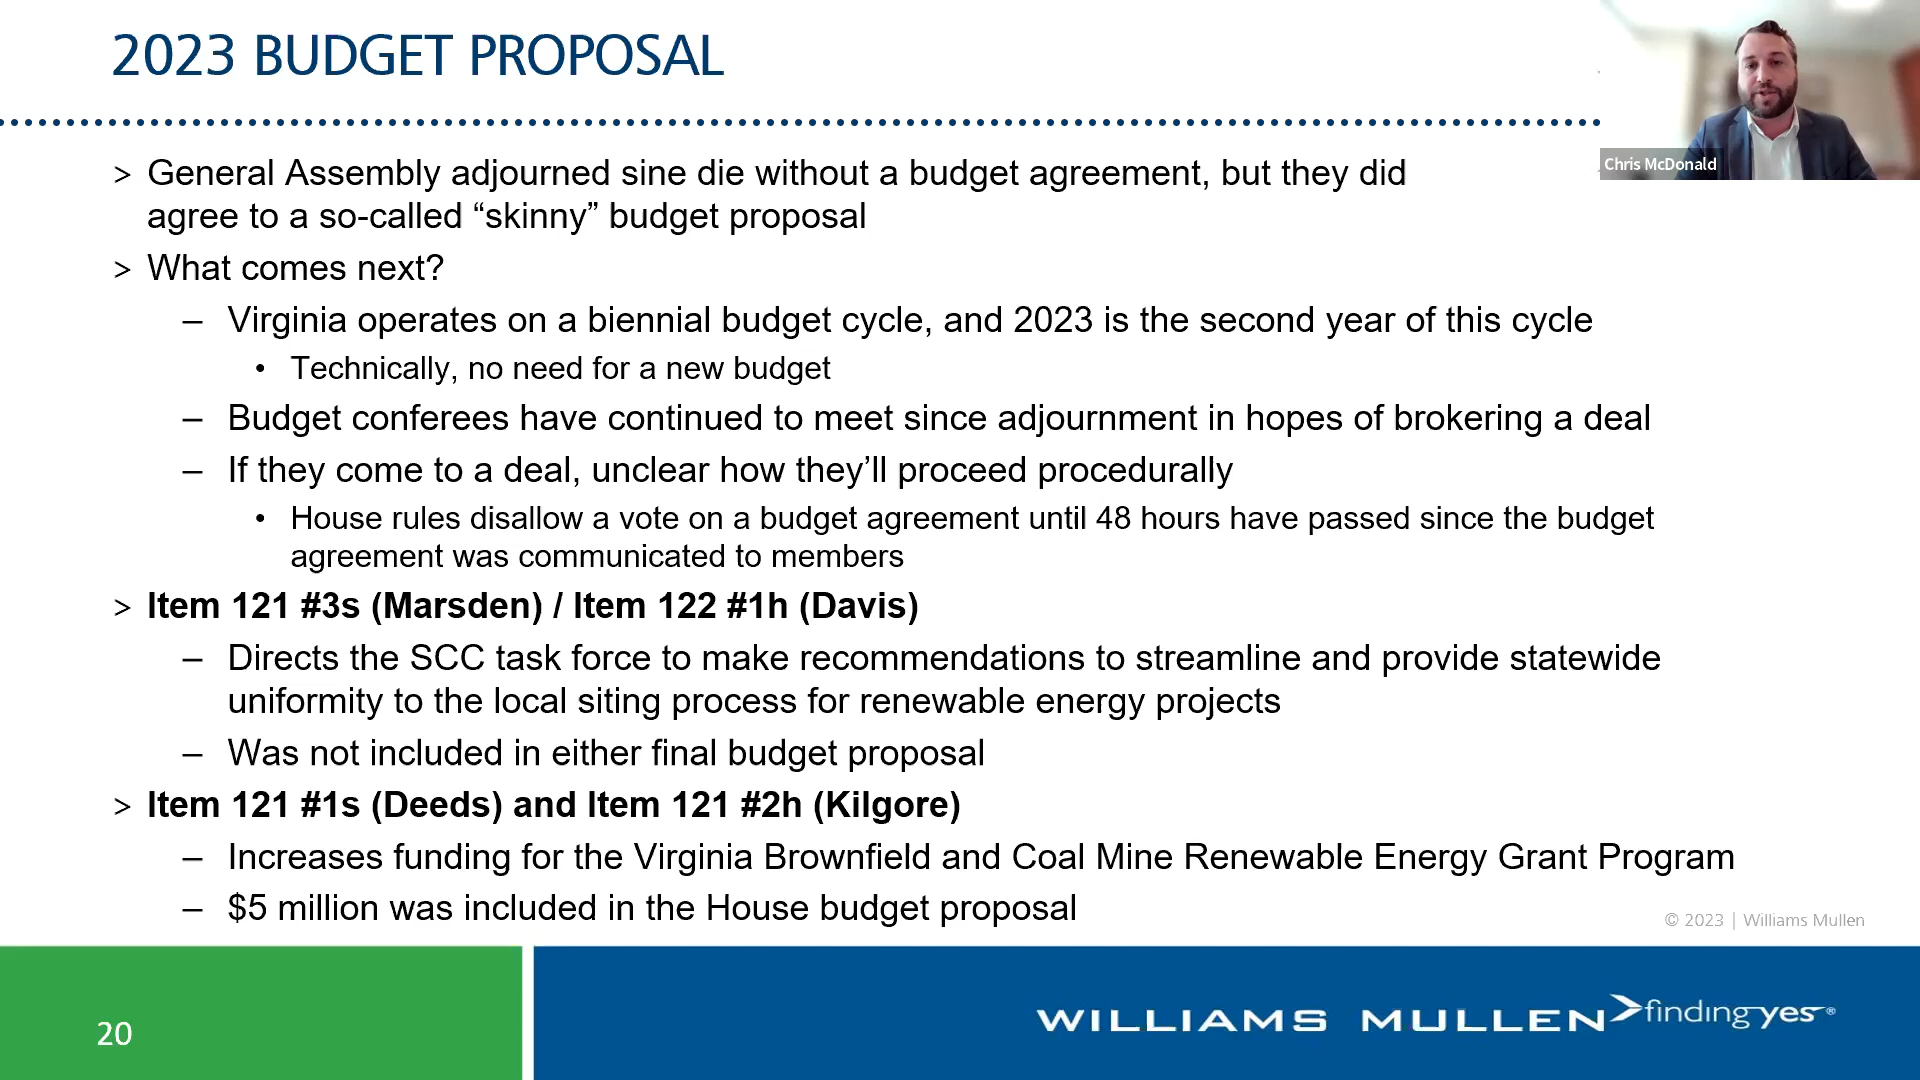 2023 BUDGET PROPOSAL
Chris McDonald
> General Assembly adjourned sine die without a budget agreement, but they did
agree to a so-called “skinny” budget proposal
> What comes next?
– Virginia operates on a biennial budget cycle, and 2023 is the second year of this cycle
• Technically, no need for a new budget
– Budget conferees have continued to meet since adjournment in hopes of brokering a deal
– If they come to a deal, unclear how they’ll proceed procedurally
• House rules disallow a vote on a budget agreement until 48 hours have passed since the budget
agreement was communicated to members
> Item 121 #3s (Marsden) / Item 122 #1h (Davis)
– Directs the SCC task force to make recommendations to streamline and provide statewide
uniformity to the local siting process for renewable energy projects
– Was not included in either final budget proposal
> Item 121 #1s (Deeds) and Item 121 #2h (Kilgore)
– Increases funding for the Virginia Brownfield and Coal Mine Renewable Energy Grant Program
– $5 million was included in the House budget proposal
© 2023 | Williams Mullen
20
WILLIAMS MULLEN finding yes ®